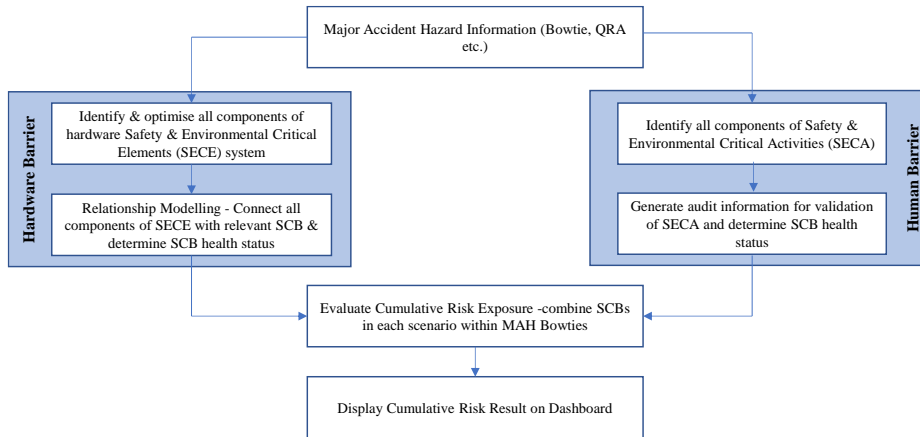 Major Accident Hazard Information (Bowtie, QRA
etc.)
Hardware Barrier
Identify & optimise all components of
hardware Safety & Environmental Critical
Elements (SECE) system
Relationship Modelling - Connect all
components of SECE with relevant SCB &
determine SCB health status
Identify all components of Safety &
Environmental Critical Activities (SECA)
Generate audit information for validation
of SECA and determine SCB health
status
Human Barrier
Evaluate Cumulative Risk Exposure -combine SCBs
in each scenario within MAH Bowties
Display Cumulative Risk Result on Dashboard